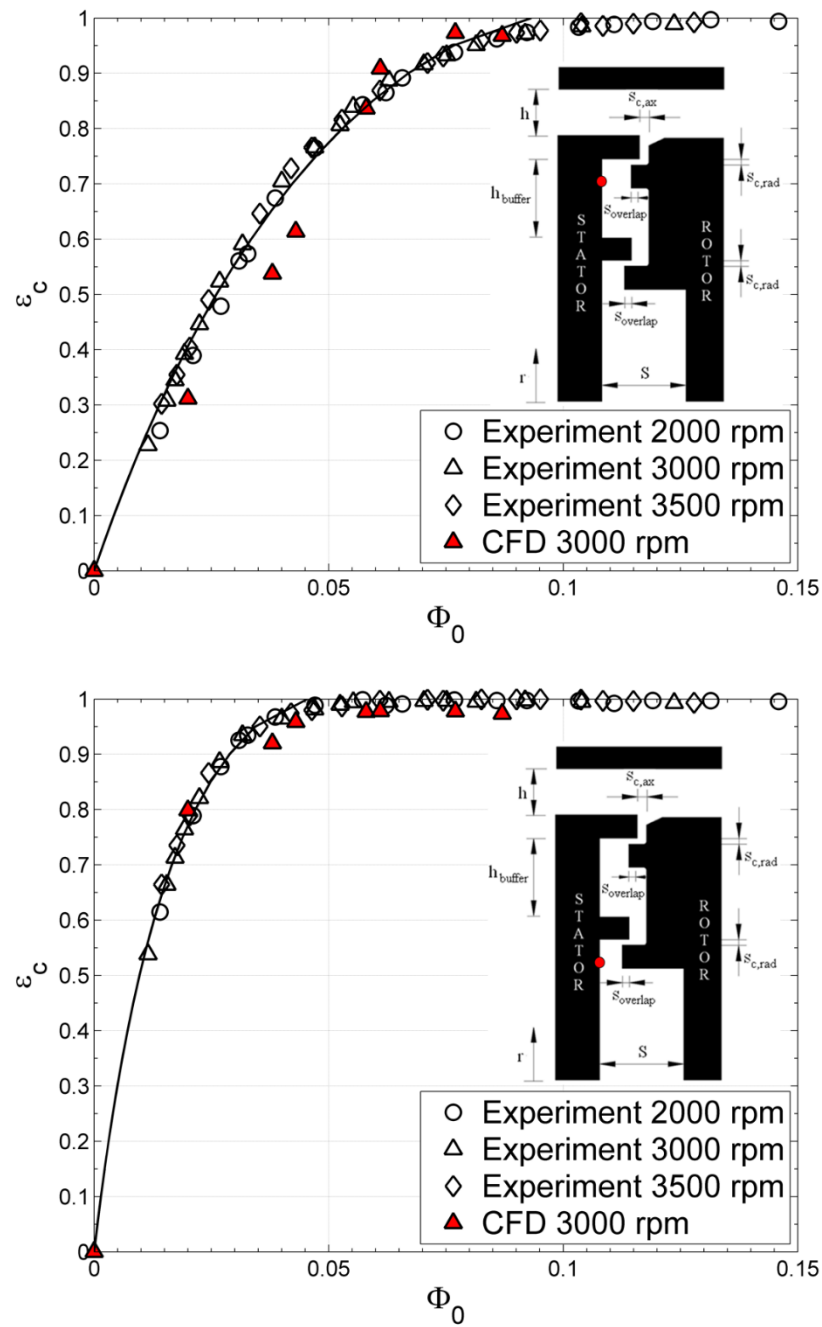 1
0.9
0.8
0.7
0.6
0.5
0.4
0.3
0.2
0.1
0
εc
0
0.05
0.1
0.15
Φ0
h
sc,ax
hbuffer
soverlap
sc,rad
STATOR
ROTOR
sc,rad
soverlap
r
S
Experiment 2000 rpm
Experiment 3000 rpm
Experiment 3500 rpm
CFD 3000 rpm
1
0.9
0.8
0.7
0.6
0.5
0.4
0.3
0.2
0.1
0
εc
0
0.05
0.1
0.15
Φ0
h
sc,ax
hbuffer
soverlap
sc,rad
STATOR
ROTOR
sc,rad
soverlap
r
S
Experiment 2000 rpm
Experiment 3000 rpm
Experiment 3500 rpm
CFD 3000 rpm